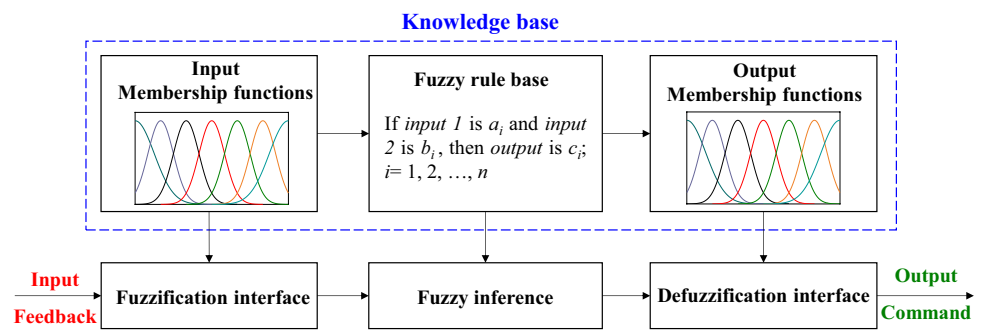 Knowledge base
Input
Membership functions
Fuzzy rule base
If input 1 is aᵢ and input
2 is bᵢ, then output is cᵢ;
i= 1, 2, …, n
Output
Membership functions
Input
Feedback
Fuzzification interface
Fuzzy inference
Defuzzification interface
Output
Command